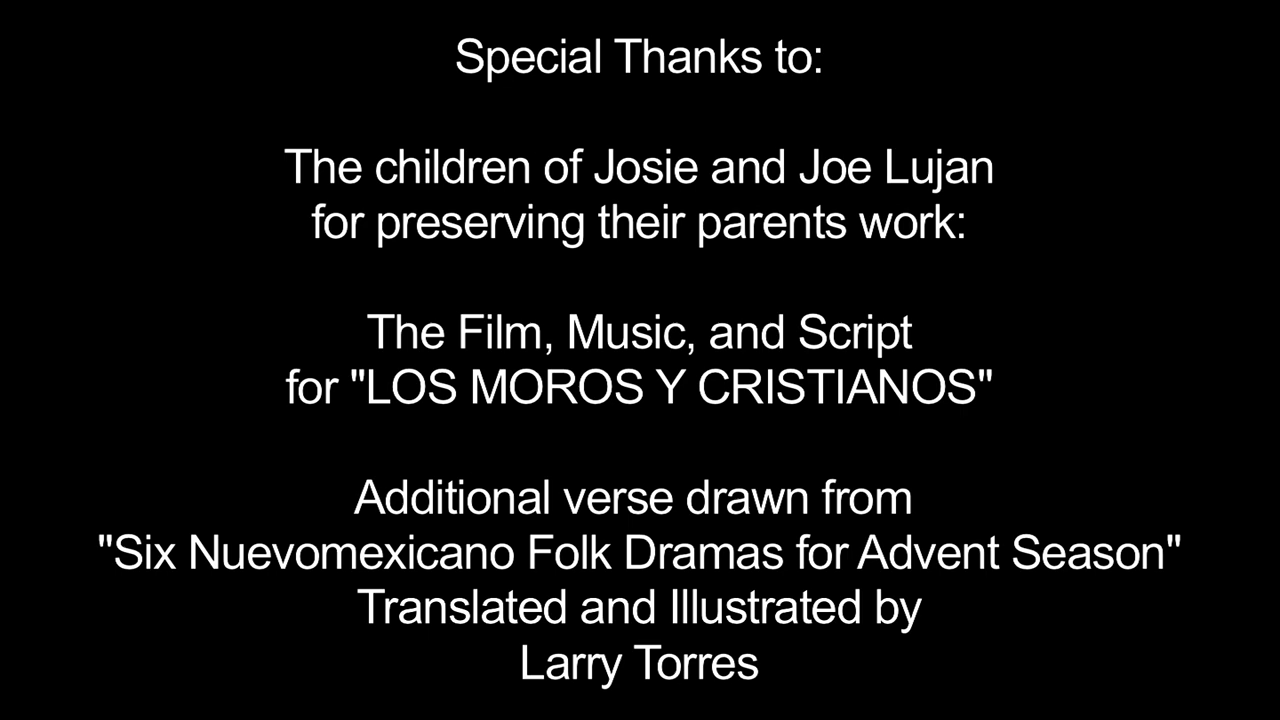 Special Thanks to:
The children of Josie and Joe Lujan
for preserving their parents work:
The Film, Music, and Script
for "LOS MOROS Y CRISTIANOS"
Additional verse drawn from
"Six Nuevomexicano Folk Dramas for Advent Season"
Translated and Illustrated by
Larry Torres